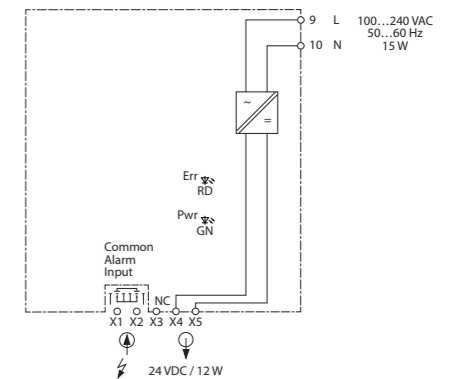 9 L 100…240 VAC
50…60 Hz
10 N 15 W
~
=
Err
RD
Pwr
GN
Common
Alarm
Input
NC
X1 X2 X3 X4 X5
24 VDC / 12 W